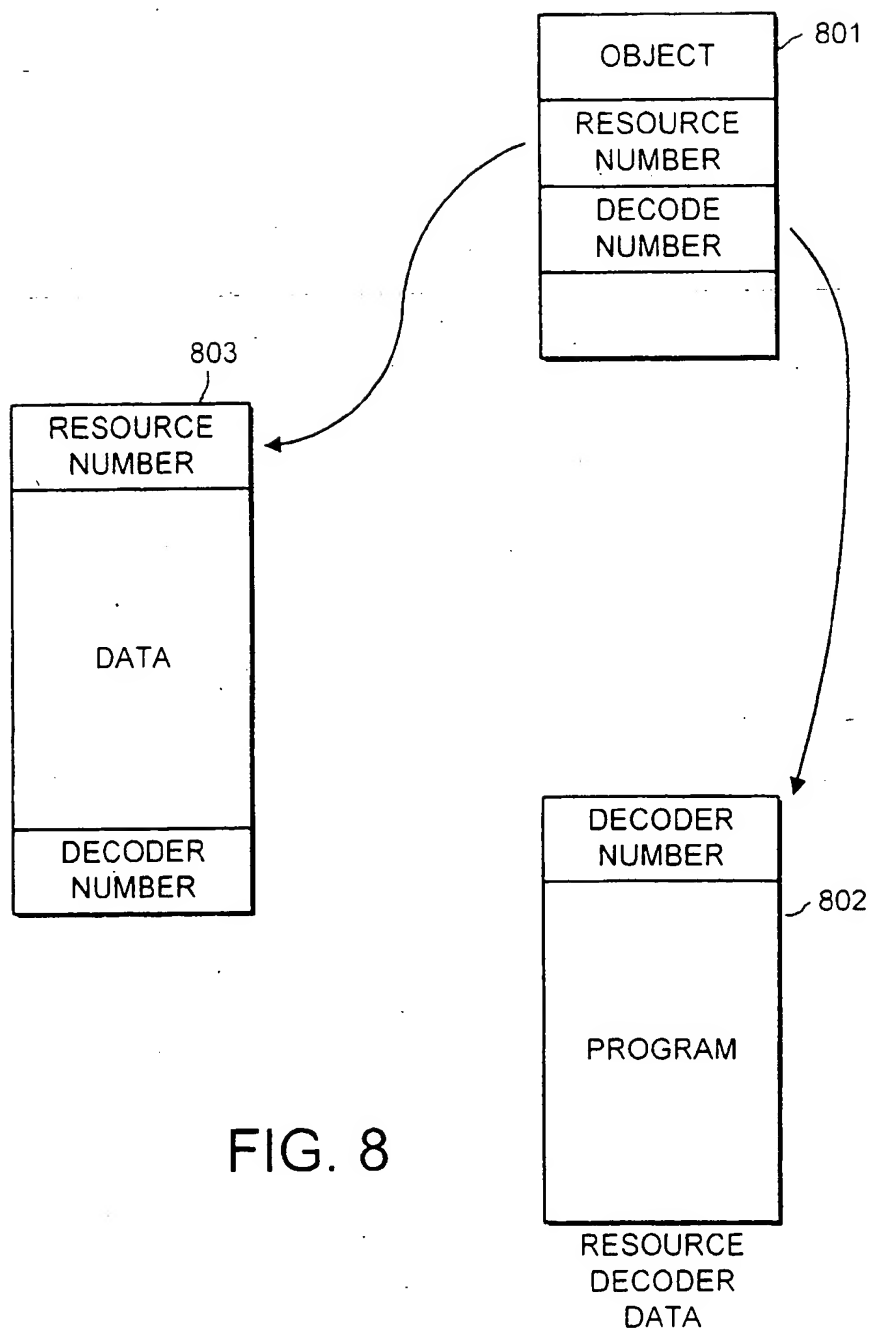 801
OBJECT
RESOURCE
NUMBER
DECODE
NUMBER
803
RESOURCE
NUMBER
DATA
DECODER
NUMBER
DECODER
NUMBER
802
PROGRAM
FIG. 8
RESOURCE
DECODER
DATA